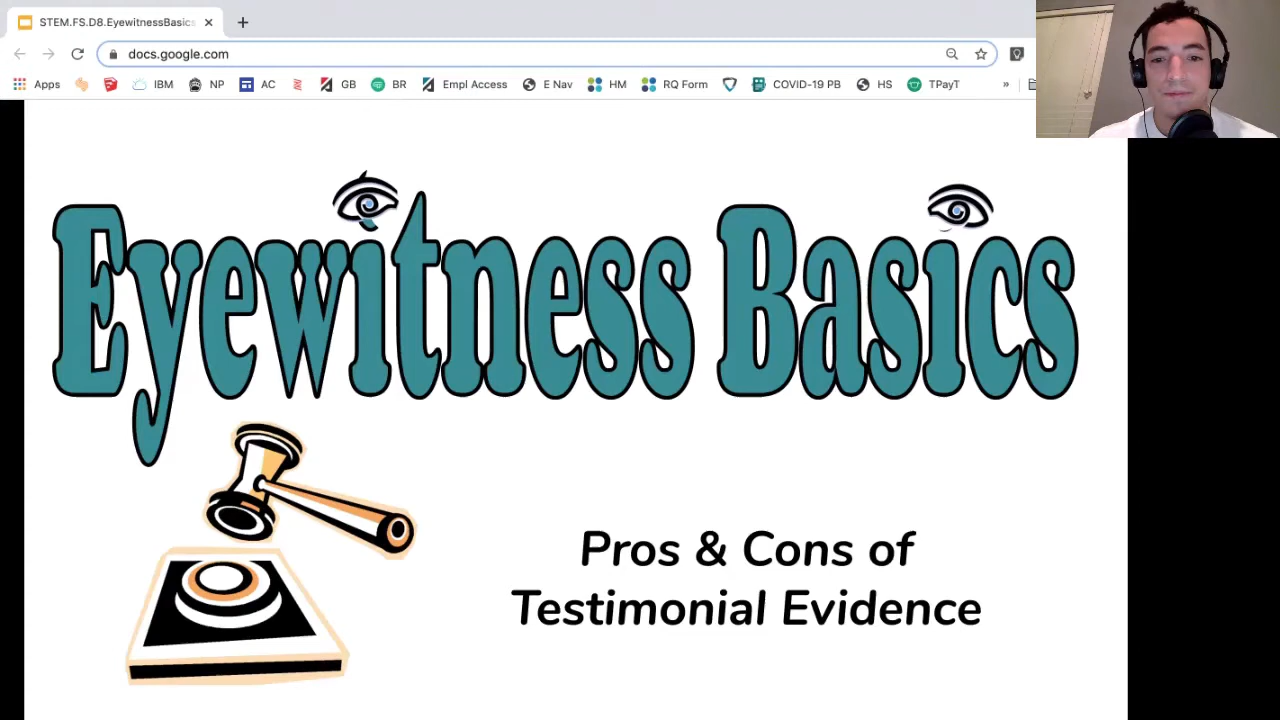 STEM.FS.D8.EyewitnessBasics
docs.google.com
Apps IBM NP AC GB BR Empl Access E Nav HM RQ Form COVID-19 PB HS TPayT »
Eyewitness Basics
Pros & Cons of
Testimonial Evidence